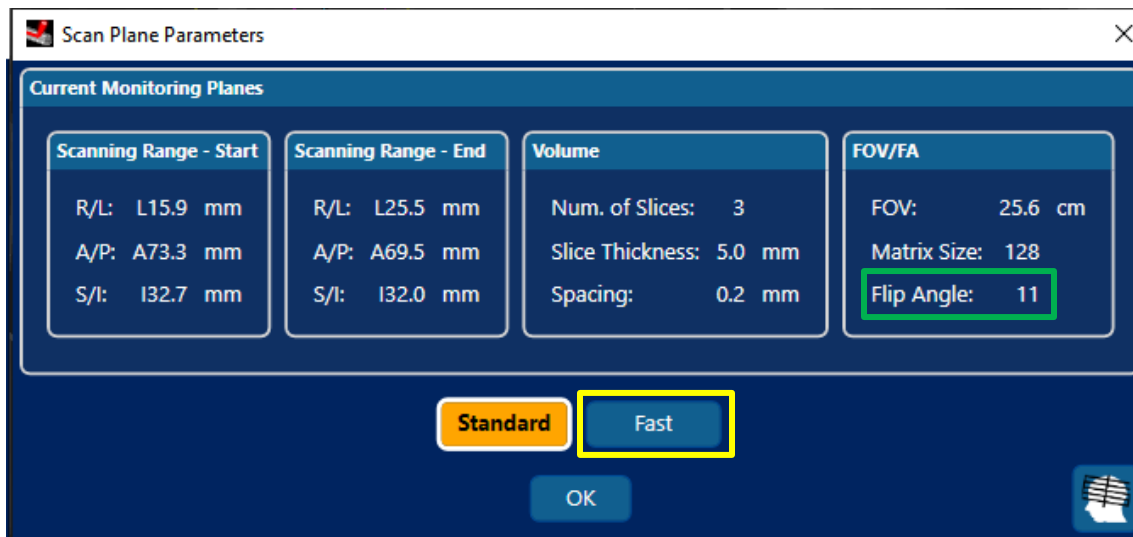 Scan Plane Parameters
Current Monitoring Planes
Scanning Range - Start
R/L: L15.9 mm
A/P: A73.3 mm
S/I: I32.7 mm
Scanning Range - End
R/L: L25.5 mm
A/P: A69.5 mm
S/I: I32.0 mm
Volume
Num. of Slices: 3
Slice Thickness: 5.0 mm
Spacing: 0.2 mm
FOV/FA
FOV: 25.6 cm
Matrix Size: 128
Flip Angle: 11
Standard
Fast
OK